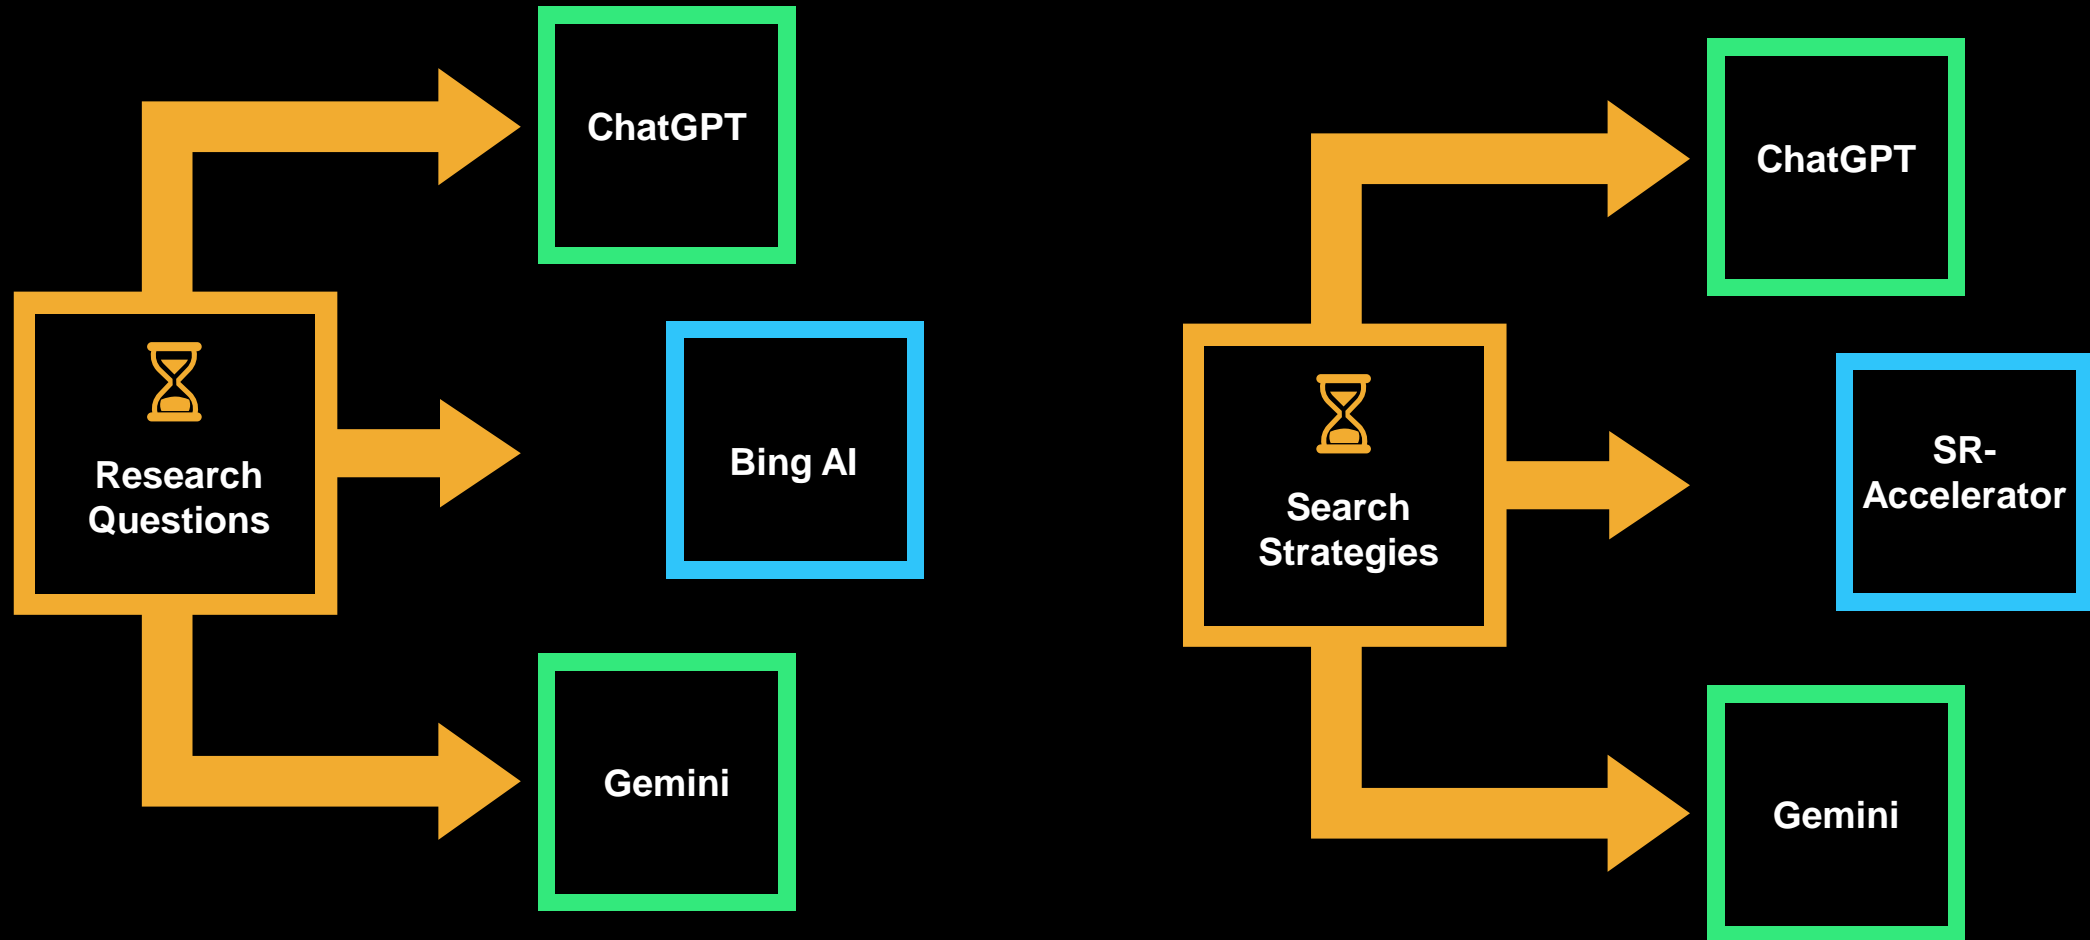 ChatGPT
Research
Questions
Bing AI
Gemini
ChatGPT
Search
Strategies
SR-
Accelerator
Gemini